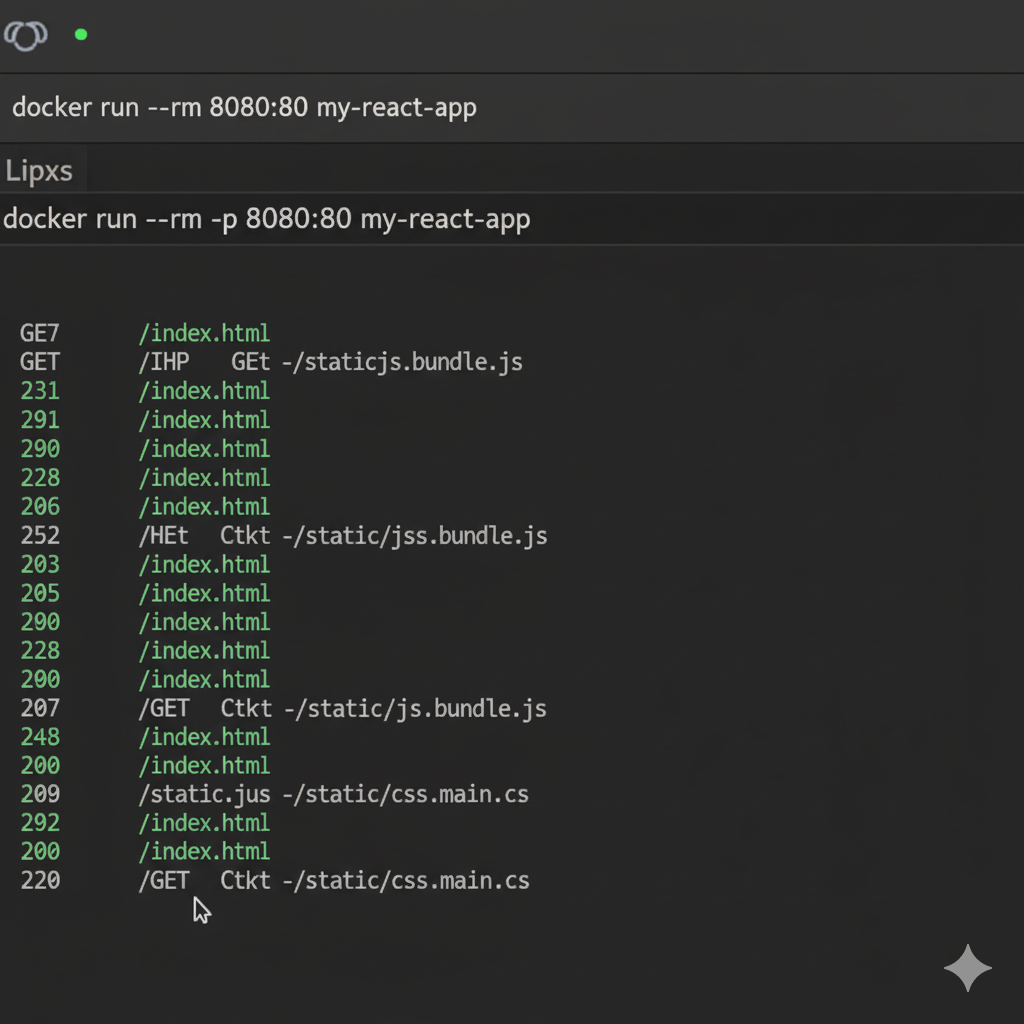 docker run --rm 8080:80 my-react-app
Lipxs
docker run --rm -p 8080:80 my-react-app
GE7 /index.html
GET /IHP GEt -/staticjs.bundle.js
231 /index.html
291 /index.html
290 /index.html
228 /index.html
206 /index.html
252 /HEt Ctkt -/static/jss.bundle.js
203 /index.html
205 /index.html
290 /index.html
228 /index.html
290 /index.html
207 /GET Ctkt -/static/js.bundle.js
248 /index.html
200 /index.html
209 /static.jus -/static/css.main.cs
292 /index.html
200 /index.html
220 /GET Ctkt -/static/css.main.cs